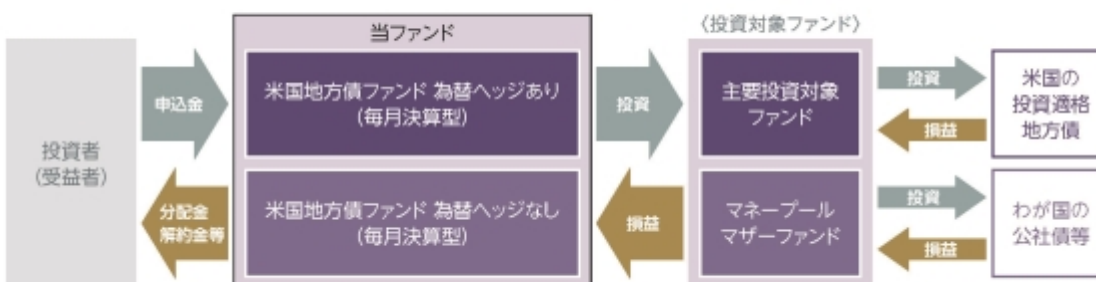 当ファンド
〈投資対象ファンド〉
投資者
(受益者)
申込金
分配金
解約金等
米国地方債ファンド 為替ヘッジあり
(毎月決算型)
米国地方債ファンド 為替ヘッジなし
(毎月決算型)
投資
損益
主要投資対象
ファンド
マネープール
マザーファンド
投資
損益
投資
損益
米国の
投資適格
地方債
わが国の
公社債等